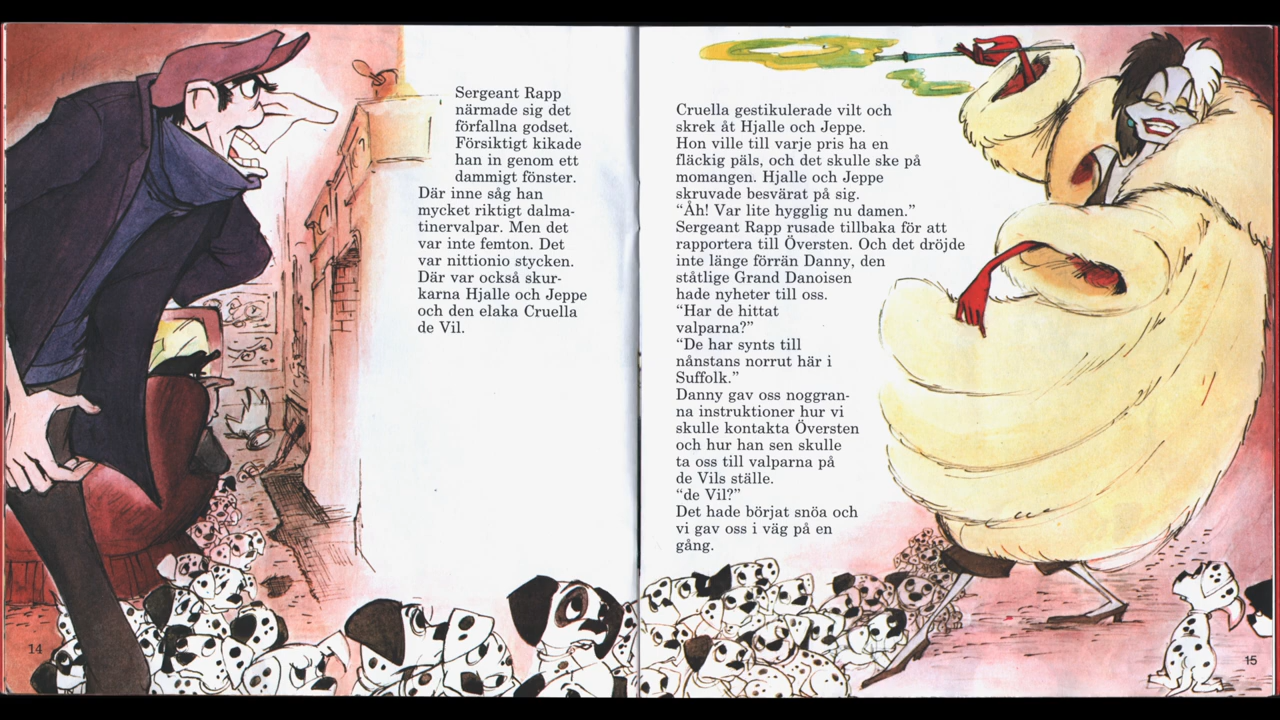 Sergeant Rapp
närmade sig det
förfallna godset.
Försiktigt kikade
han in genom ett
dammigt fönster.
Där inne såg han
mycket riktigt dalma-
tinervalpar. Men det
var inte femton. Det
var nittionio stycken.
Där var också skur-
karna Hjalle och Jeppe
och den elaka Cruella
de Vil.
14
Cruella gestikulerade vilt och
skrek åt Hjalle och Jeppe.
Hon ville till varje pris ha en
fläckig päls, och det skulle ske på
momangen. Hjalle och Jeppe
skruvade besvärat på sig.
“Åh! Var lite hygglig nu damen.”
Sergeant Rapp rusade tillbaka för att
rapportera till Översten. Och det dröjde
inte länge förrän Danny, den
ståtlige Grand Danoisen
hade nyheter till oss.
“Har de hittat
valparna?”
“De har synts till
nånstans norrut här i
Suffolk.”
Danny gav oss noggran-
na instruktioner hur vi
skulle kontakta Översten
och hur han sen skulle
ta oss till valparna på
de Vils ställe.
“de Vil?”
Det hade börjat snöa och
vi gav oss i väg på en
gång.
15